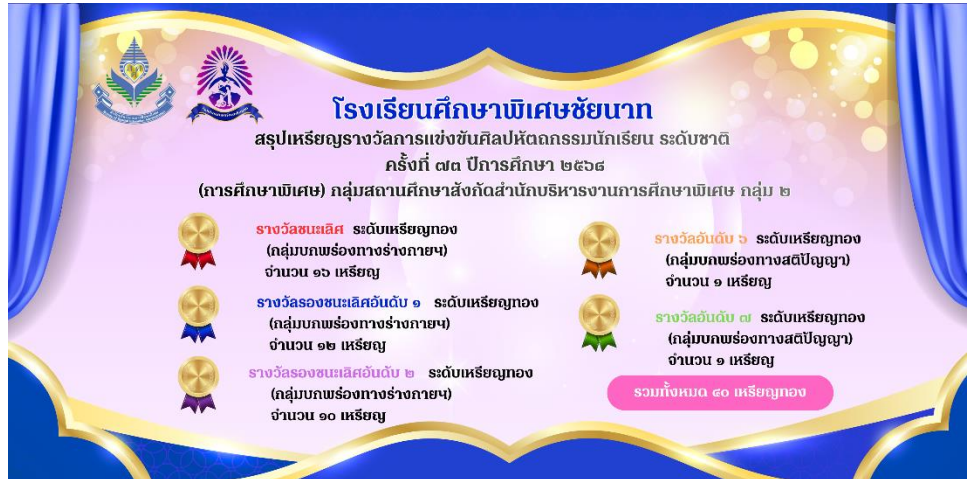 โรงเรียนศึกษาพิเศษชัยนาท
สรุปเหรียญรางวัลการแข่งขันศิลปหัตถกรรมนักเรียน ระดับชาติ
ครั้งที่ ๗๓ ปีการศึกษา ๒๕๖๘
(การศึกษาพิเศษ) กลุ่มสถานศึกษาสังกัดสำนักบริหารงานการศึกษาพิเศษ กลุ่ม ๒
รางวัลชนะเลิศ ระดับเหรียญทอง
(กลุ่มบกพร่องทางร่างกายฯ)
จำนวน ๑๖ เหรียญ
รางวัลรองชนะเลิศอันดับ ๑ ระดับเหรียญทอง
(กลุ่มบกพร่องทางร่างกายฯ)
จำนวน ๑๒ เหรียญ
รางวัลรองชนะเลิศอันดับ ๒ ระดับเหรียญทอง
(กลุ่มบกพร่องทางร่างกายฯ)
จำนวน ๑๐ เหรียญ
รางวัลอันดับ ๖ ระดับเหรียญทอง
(กลุ่มบกพร่องทางสติปัญญา)
จำนวน ๑ เหรียญ
รางวัลอันดับ ๗ ระดับเหรียญทอง
(กลุ่มบกพร่องทางสติปัญญา)
จำนวน ๑ เหรียญ
รวมทั้งหมด ๔๐ เหรียญทอง